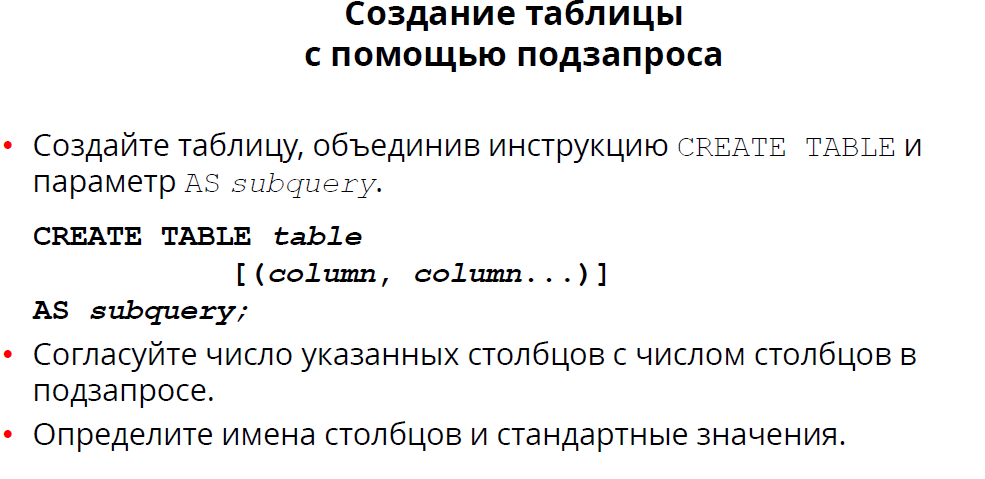 Создание таблицы
с помощью подзапроса
• Создайте таблицу, объединив инструкцию CREATE TABLE и
параметр AS subquery.
CREATE TABLE table
[(column, column...)]
AS subquery;
• Согласуйте число указанных столбцов с числом столбцов в
подзапросе.
• Определите имена столбцов и стандартные значения.